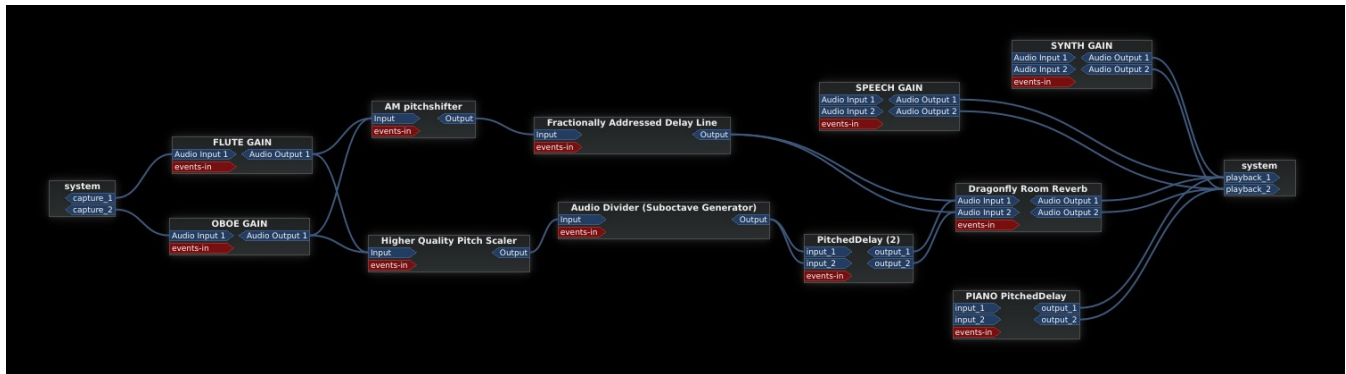 system
capture_1
capture_2
FLUTE GAIN
Audio Input 1 Audio Output 1
events-in
OBOE GAIN
Audio Input 1 Audio Output 1
events-in
AM pitchshifter
Input Output
events-in
Higher Quality Pitch Scaler
Input Output
events-in
Fractionally Addressed Delay Line
Input Output
events-in
Audio Divider (Suboctave Generator)
Input Output
events-in
PitchedDelay (2)
input_1 output_1
input_2 output_2
events-in
SPEECH GAIN
Audio Input 1 Audio Output 1
Audio Input 2 Audio Output 2
events-in
SYNTH GAIN
Audio Input 1 Audio Output 1
Audio Input 2 Audio Output 2
events-in
Dragonfly Room Reverb
Audio Input 1 Audio Output 1
Audio Input 2 Audio Output 2
events-in
PIANO PitchedDelay
input_1 output_1
input_2 output_2
events-in
system
playback_1
playback_2